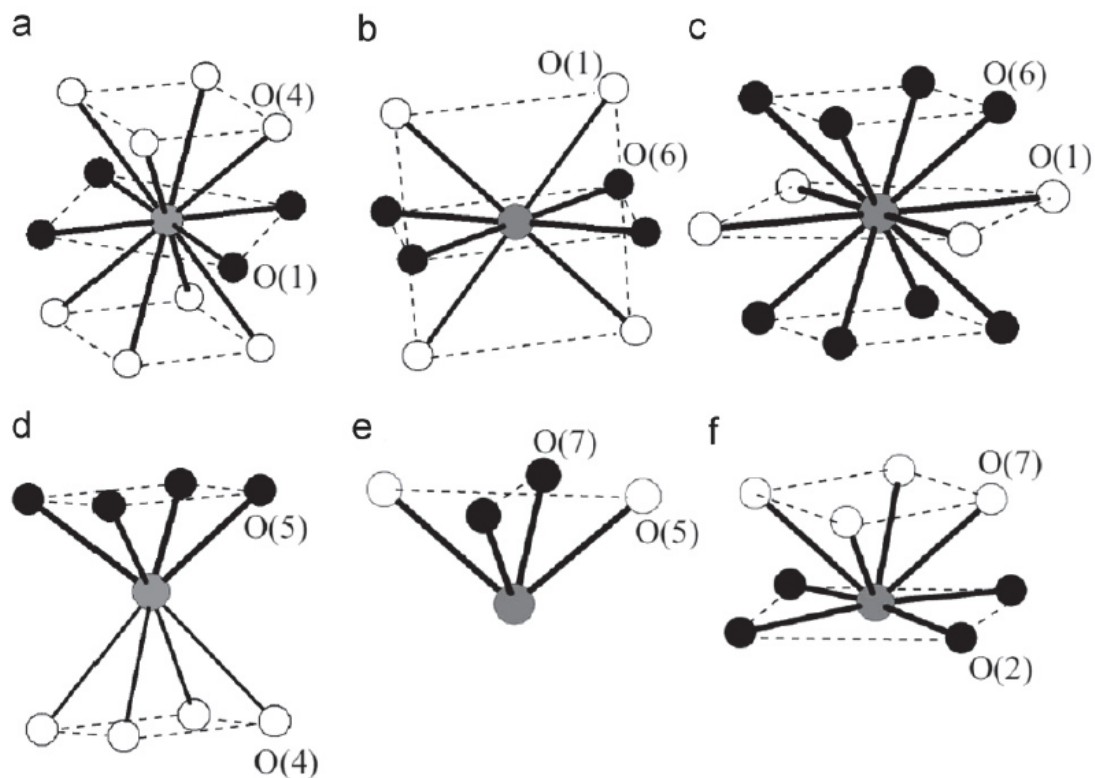 a
O(4)
O(1)
b
O(1)
O(6)
c
O(6)
O(1)
d
O(5)
O(4)
e
O(7)
O(5)
f
O(7)
O(2)